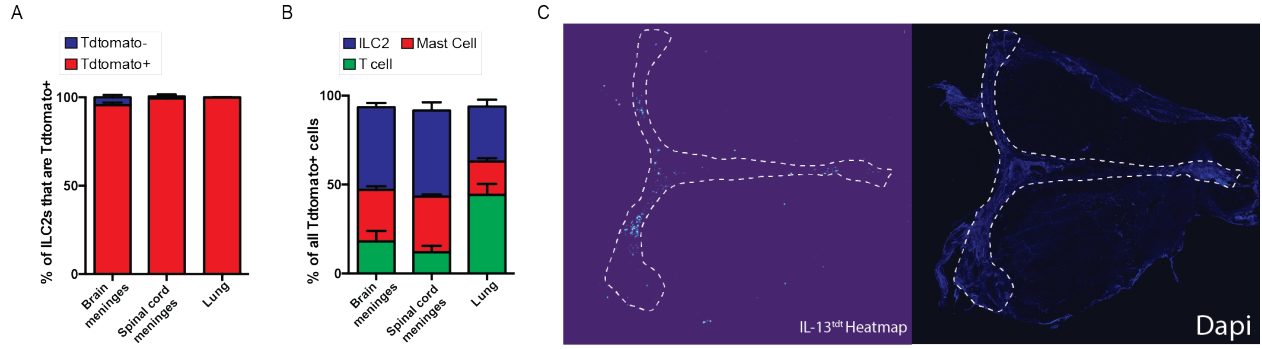 A
B
C
Tdtomato-
Tdtomato+
ILC2 Mast Cell
T cell
% of ILC2s that are Tdtomato+
100
50
0
Brain meninges
Spinal cord meninges
Lung
% of all Tdtomato+ cells
100
50
0
Brain meninges
Spinal cord meninges
Lung
IL-13tdt Heatmap
Dapi